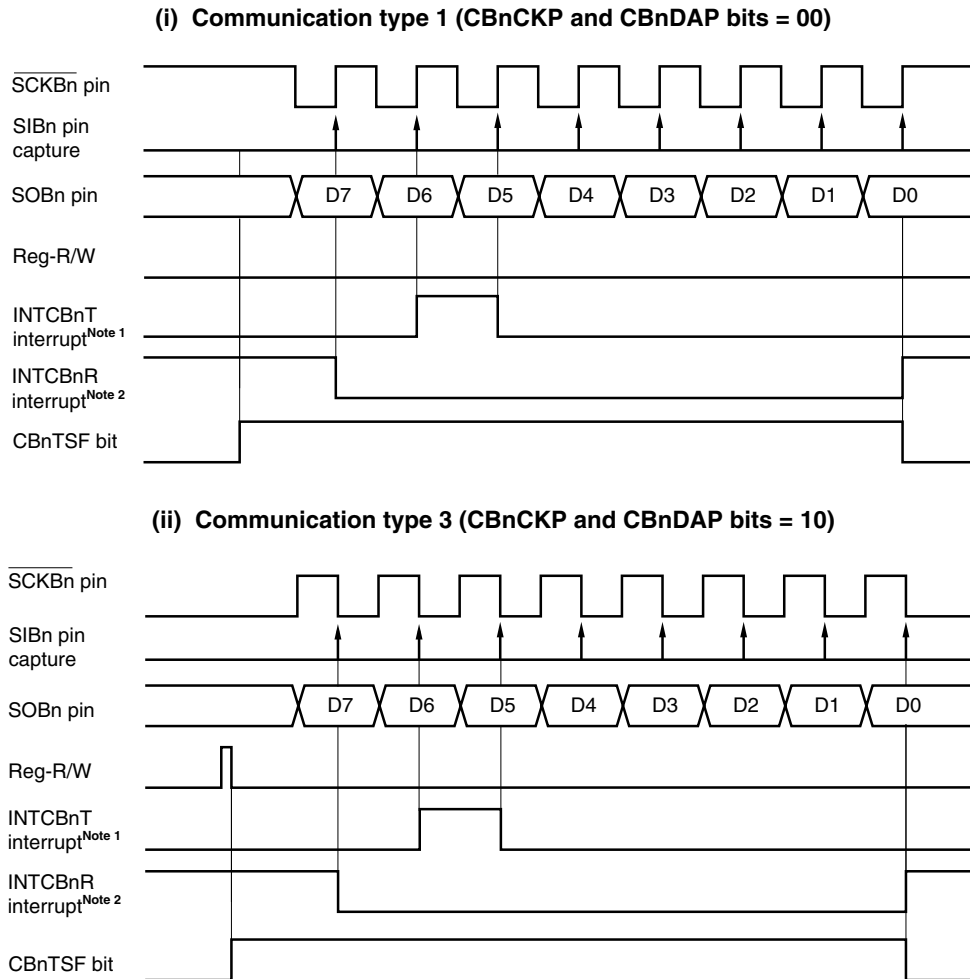 (i) Communication type 1 (CBnCKP and CBnDAP bits = 00)
SCKBn pin
SIBn pin
capture
SOBn pin
D7 D6 D5 D4 D3 D2 D1 D0
Reg-R/W
INTCBnT
interruptNote 1
INTCBnR
interruptNote 2
CBnTSF bit
(ii) Communication type 3 (CBnCKP and CBnDAP bits = 10)
SCKBn pin
SIBn pin
capture
SOBn pin
D7 D6 D5 D4 D3 D2 D1 D0
Reg-R/W
INTCBnT
interruptNote 1
INTCBnR
interruptNote 2
CBnTSF bit